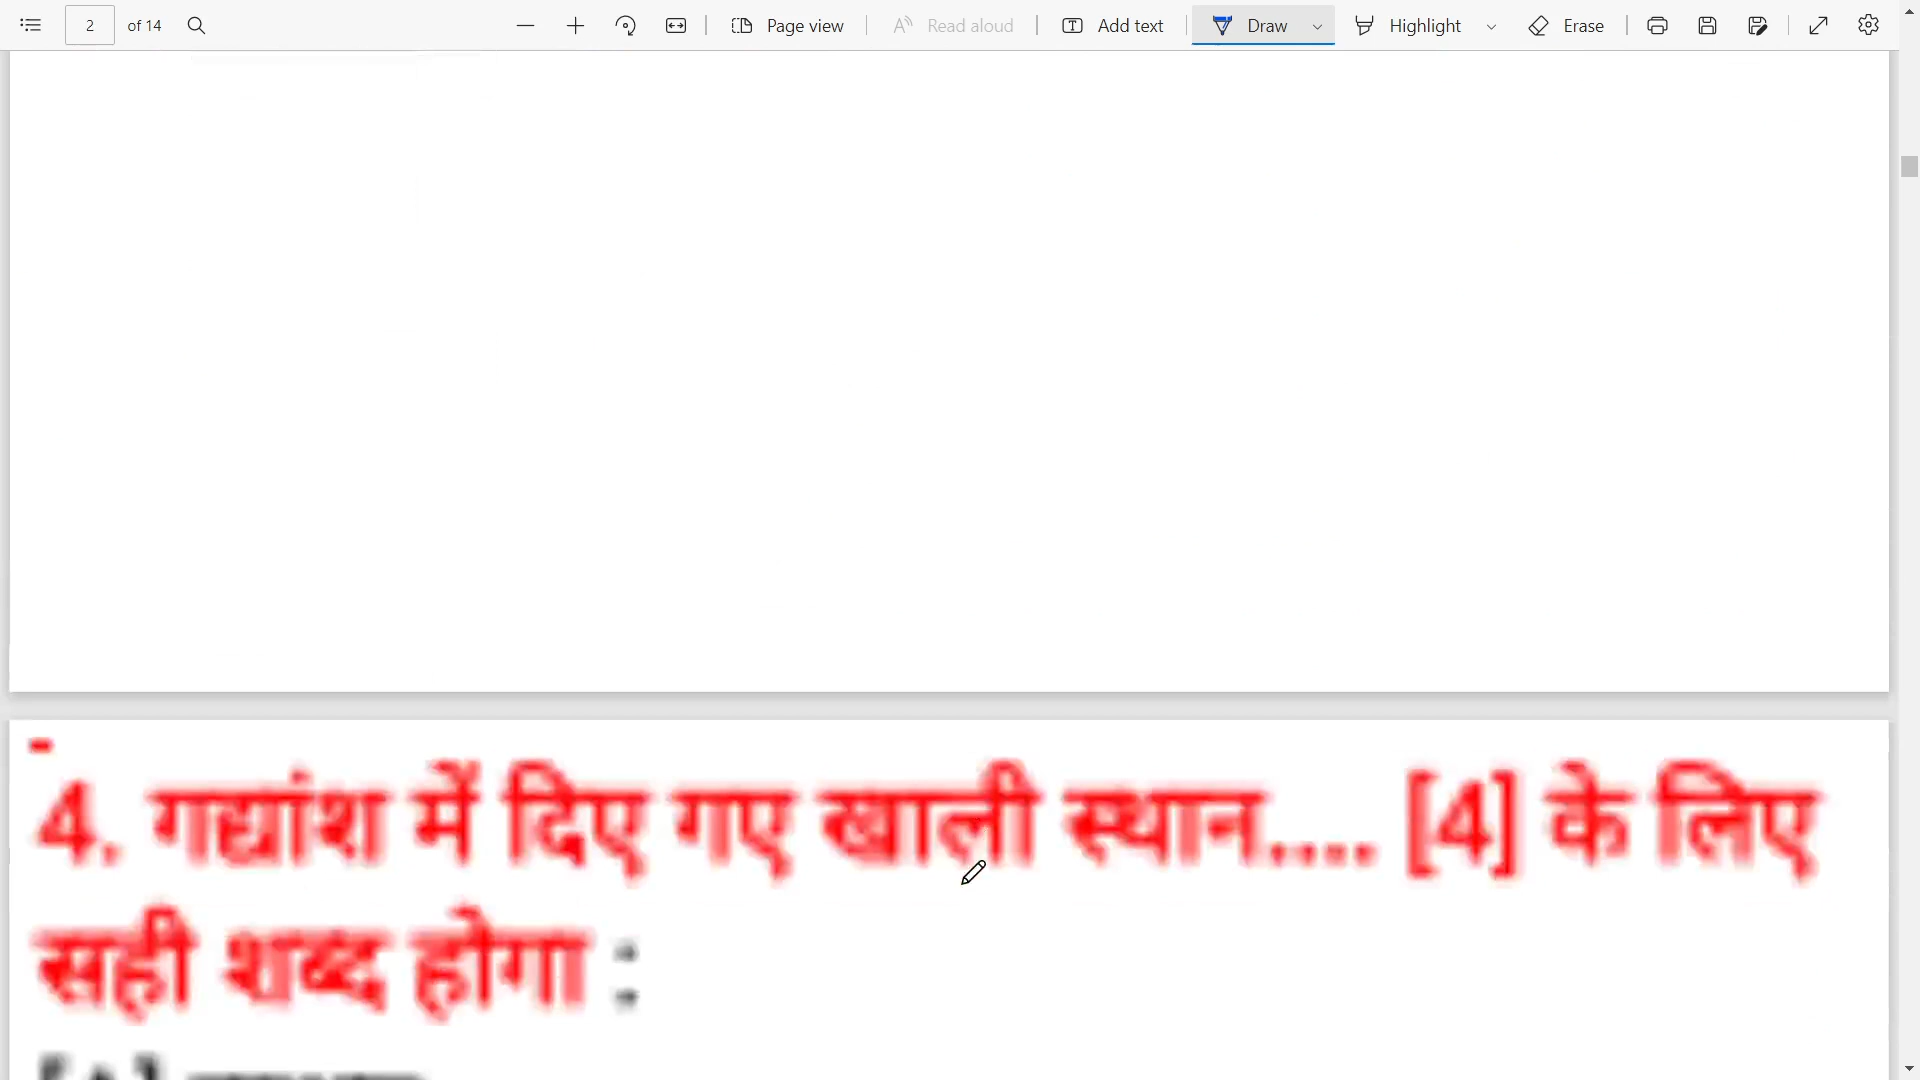 2 of 14 Page view Read aloud Add text Draw Highlight Erase
4. गद्यांश में दिए गए खाली स्थान.... [4] के लिए
सही शब्द होगा :